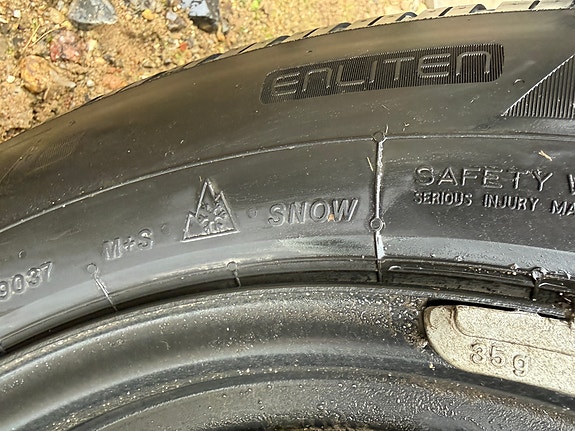 ENLITEN
SAFETY
SERIOUS INJURY MA
9037 M+S · SNOW
35g